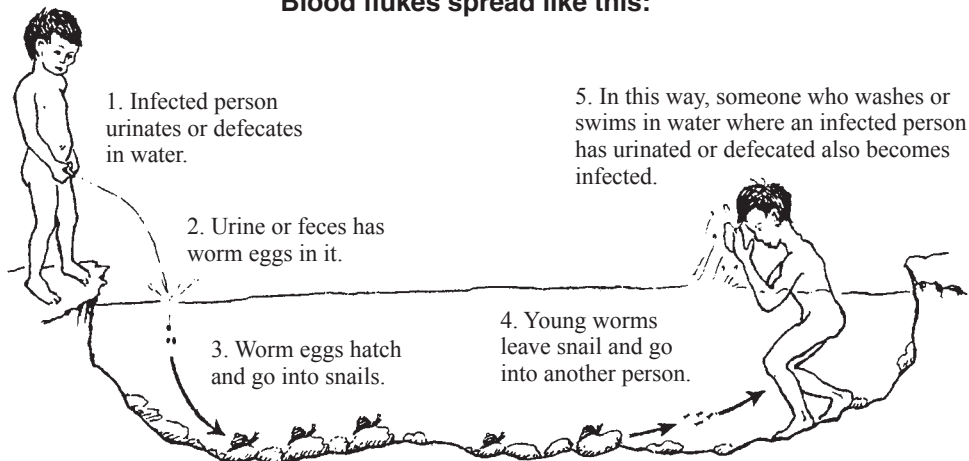 Blood flukes spread like this:
1. Infected person
urinates or defecates
in water.
2. Urine or feces has
worm eggs in it.
3. Worm eggs hatch
and go into snails.
4. Young worms
leave snail and go
into another person.
5. In this way, someone who washes or
swims in water where an infected person
has urinated or defecated also becomes
infected.